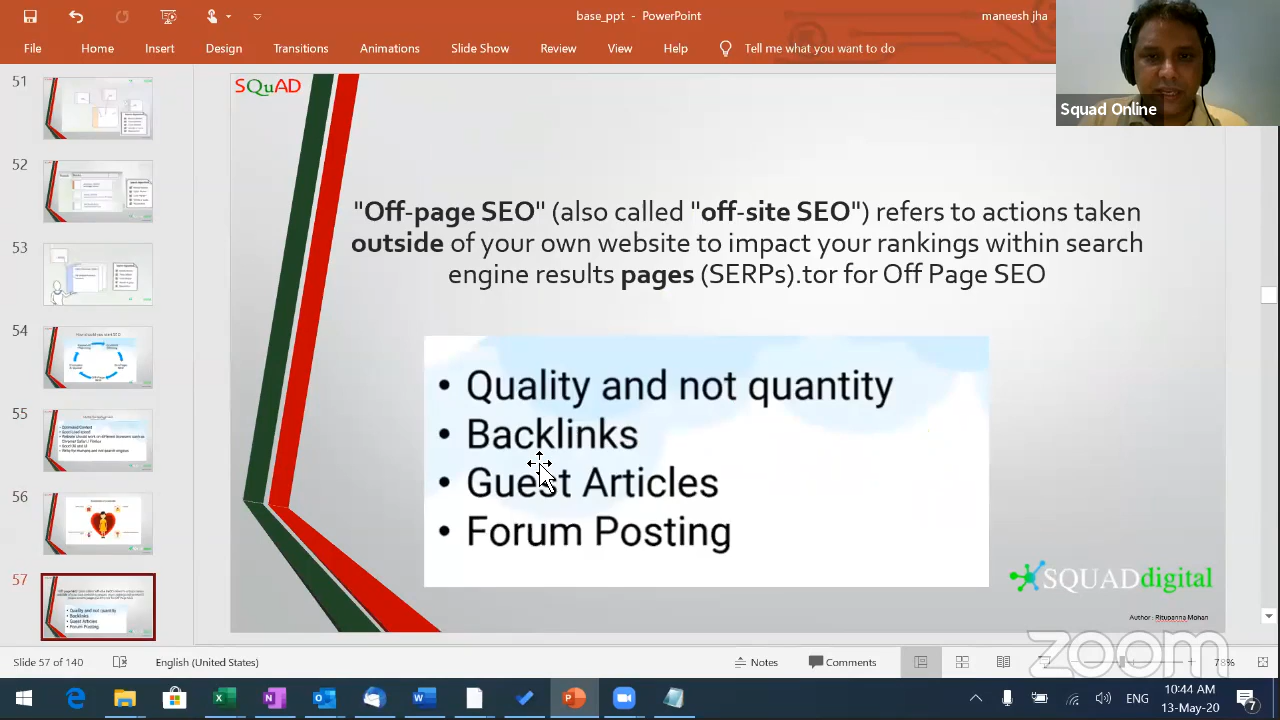 base_ppt - PowerPoint
maneesh jha
File Home Insert Design Transitions Animations Slide Show Review View Help Tell me what you want to do
Squad Online
51
52
53
54
55
56
57
SQuAD
"Off-page SEO" (also called "off-site SEO") refers to actions taken
outside of your own website to impact your rankings within search
engine results pages (SERPs).tor for Off Page SEO
• Quality and not quantity
• Backlinks
• Guest Articles
• Forum Posting
SQUADdigital
Author : Ritupanna Mohan
zoom
Slide 57 of 140 English (United States) Notes Comments 78%
ENG
10:44 AM
13-May-20
7